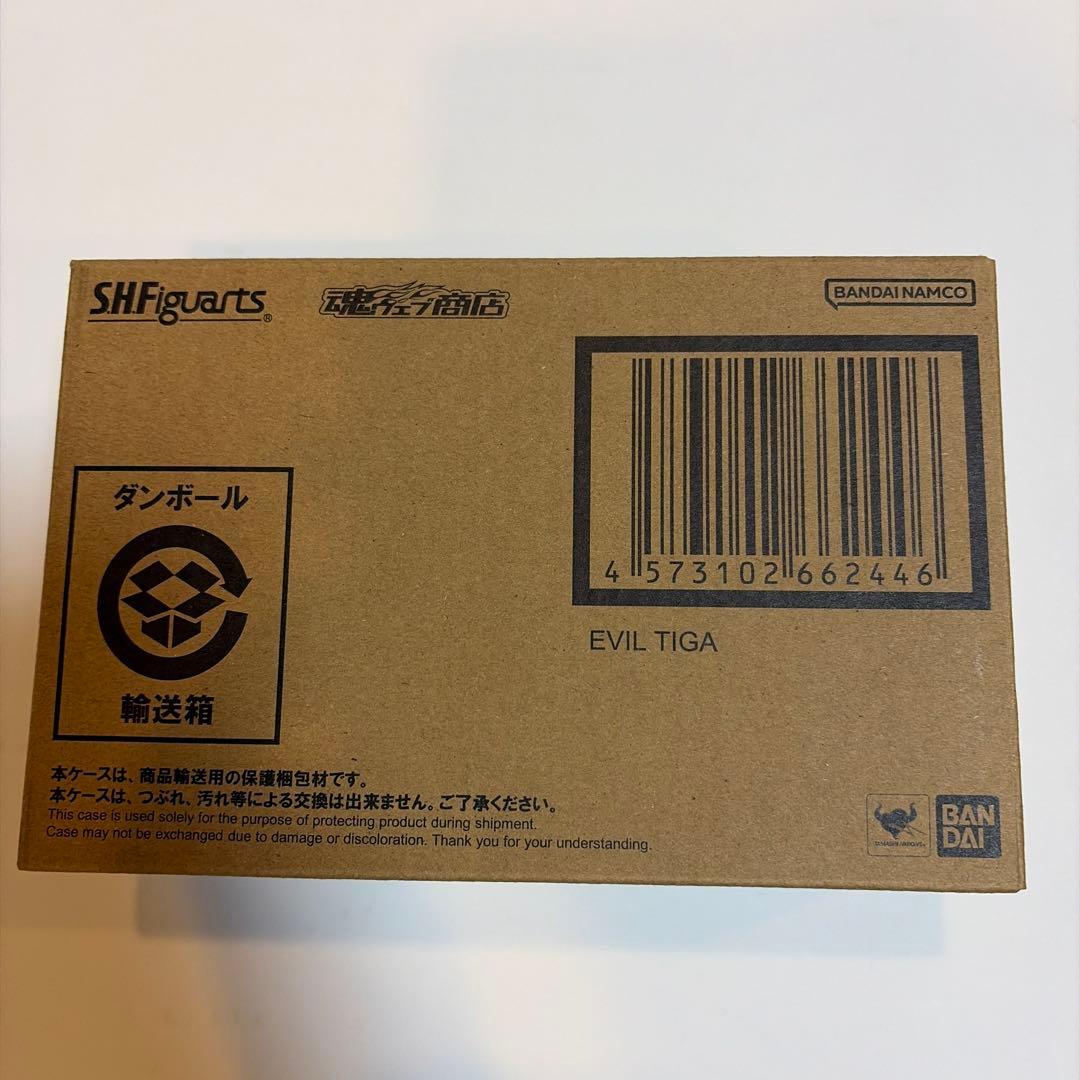 S.H.Figuarts®
魂ウェブ商店
BANDAI NAMCO
4 573102 662446
EVIL TIGA
ダンボール
輸送箱
本ケースは、商品輸送用の保護梱包材です。
本ケースは、つぶれ、汚れ等による交換は出来ません。ご了承ください。
This case is used solely for the purpose of protecting product during shipment.
Case may not be exchanged due to damage or discoloration. Thank you for your understanding.
TAMASHII NATIONS
BAN
DAI